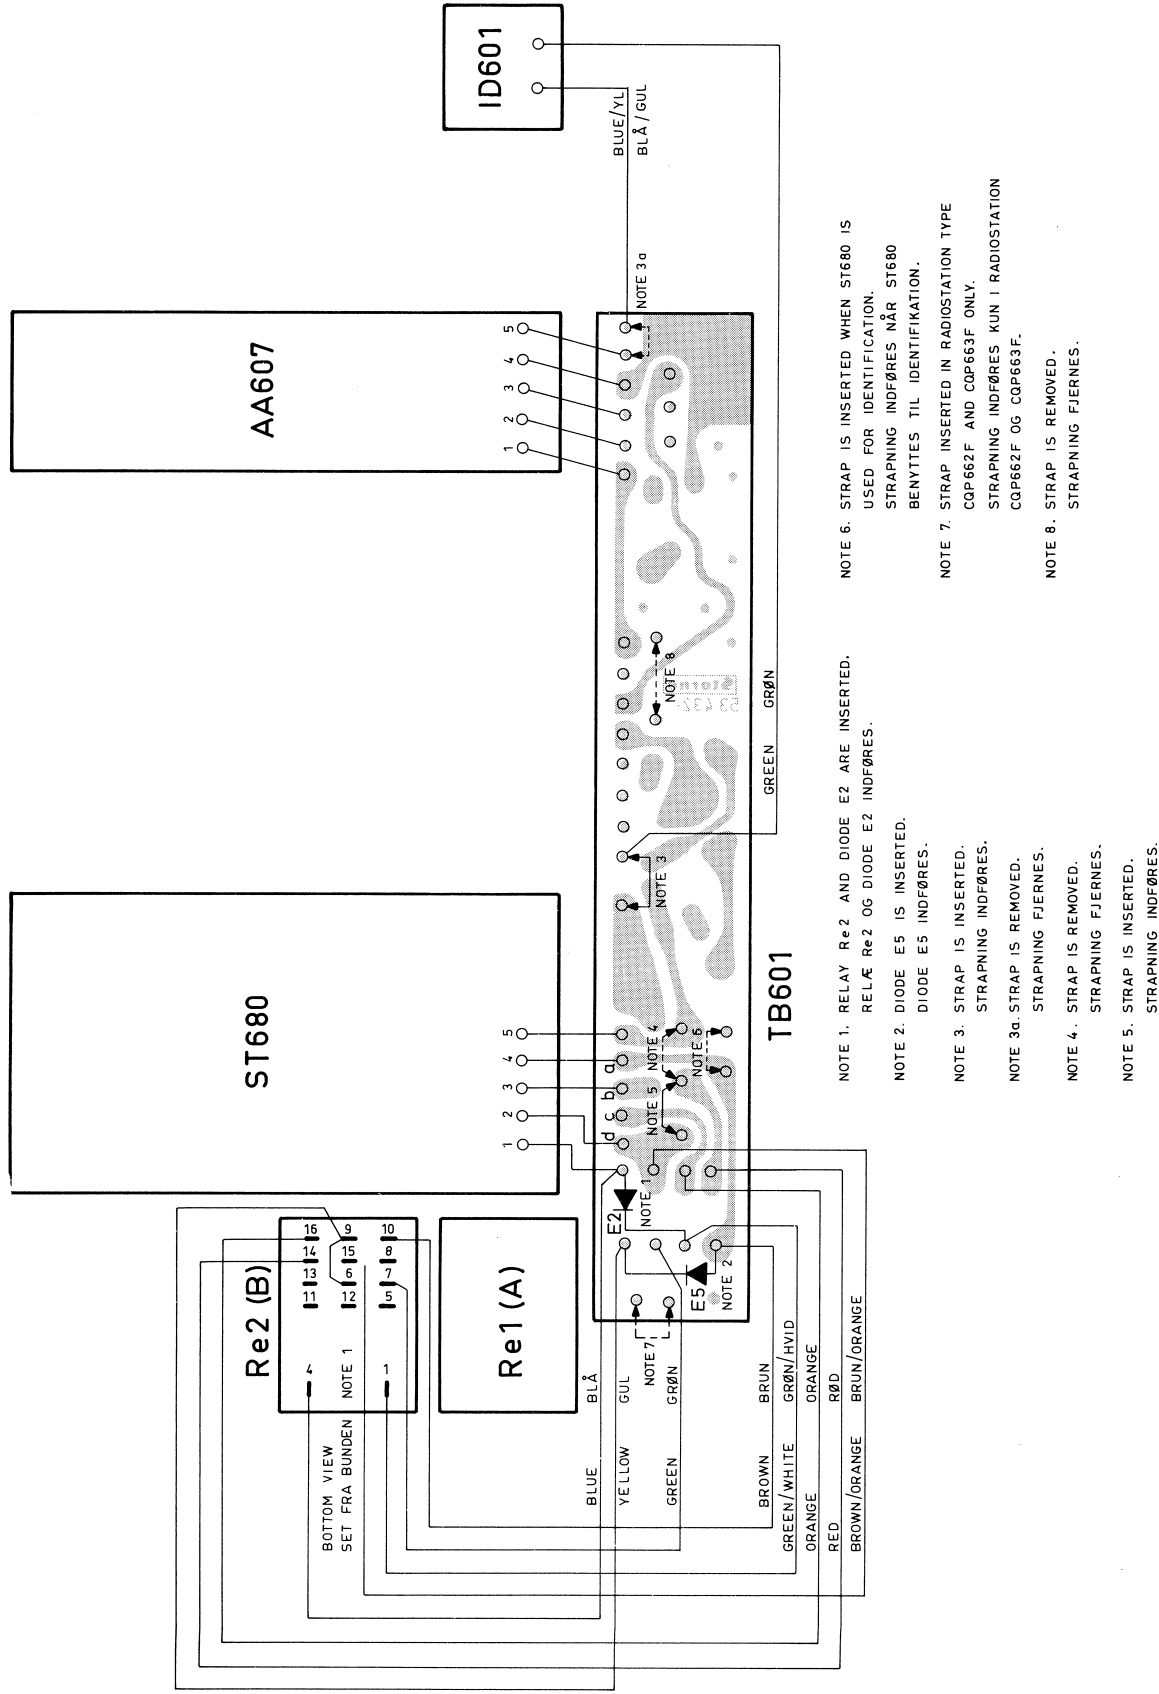 ID601
BLUE/YL
BLÅ/GUL
AA607
1 2 3 4 5
NOTE 3a
ST680
1 2 3 4 5
d c b a
NOTE 5
NOTE 4
NOTE 6
NOTE 3
NOTE 8
Storno
53 432-
GREEN GRØN
TB601
Re2 (B)
4 11 13 14 16
12 6 15 9
1 5 7 8 10
NOTE 1
BOTTOM VIEW
SET FRA BUNDEN
Re1 (A)
E2
NOTE 1
E5
NOTE 2
NOTE 7
BLUE BLÅ
YELLOW GUL
GREEN GRØN
BROWN BRUN
GREEN/WHITE GRØN/HVID
ORANGE ORANGE
RED RØD
BROWN/ORANGE BRUN/ORANGE
NOTE 1. RELAY Re2 AND DIODE E2 ARE INSERTED.
RELÆ Re2 OG DIODE E2 INDFØRES.
NOTE 2. DIODE E5 IS INSERTED.
DIODE E5 INDFØRES.
NOTE 3. STRAP IS INSERTED.
STRAPNING INDFØRES.
NOTE 3a. STRAP IS REMOVED.
STRAPNING FJERNES.
NOTE 4. STRAP IS REMOVED.
STRAPNING FJERNES.
NOTE 5. STRAP IS INSERTED.
STRAPNING INDFØRES.
NOTE 6. STRAP IS INSERTED WHEN ST680 IS
USED FOR IDENTIFICATION.
STRAPNING INDFØRES NÅR ST680
BENYTTES TIL IDENTIFIKATION.
NOTE 7. STRAP INSERTED IN RADIOSTATION TYPE
CQP662F AND CQP663F ONLY.
STRAPNING INDFØRES KUN I RADIOSTATION
CQP662F OG CQP663F.
NOTE 8. STRAP IS REMOVED.
STRAPNING FJERNES.